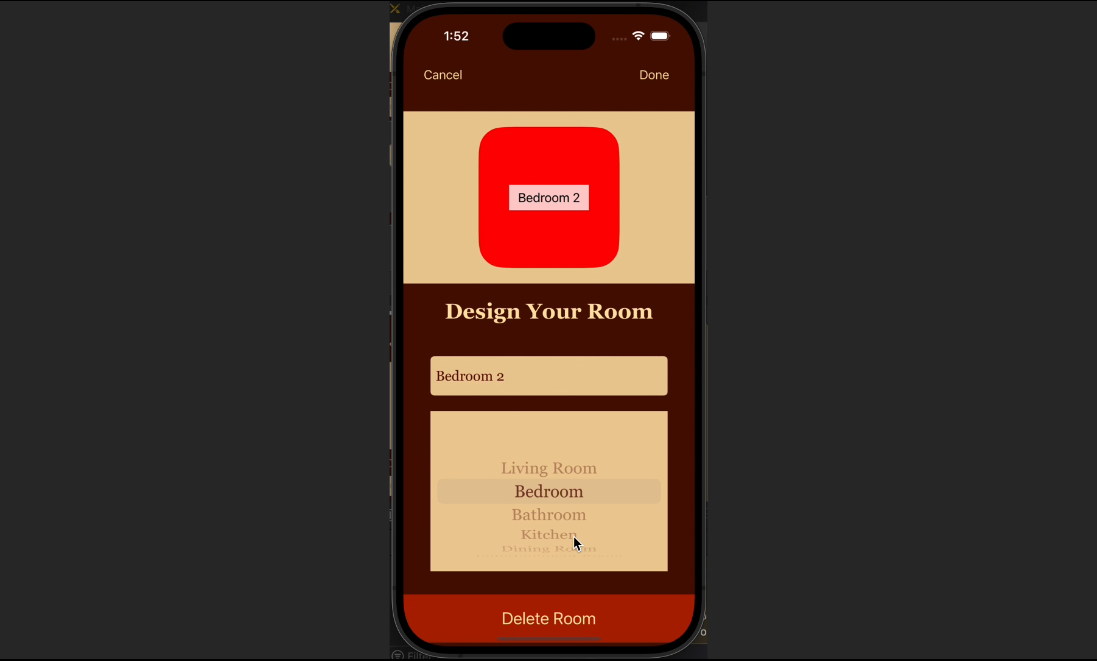 1:52
Cancel
Done
Bedroom 2
Design Your Room
Bedroom 2
Living Room
Bedroom
Bathroom
Kitchen
Dining Room
Delete Room